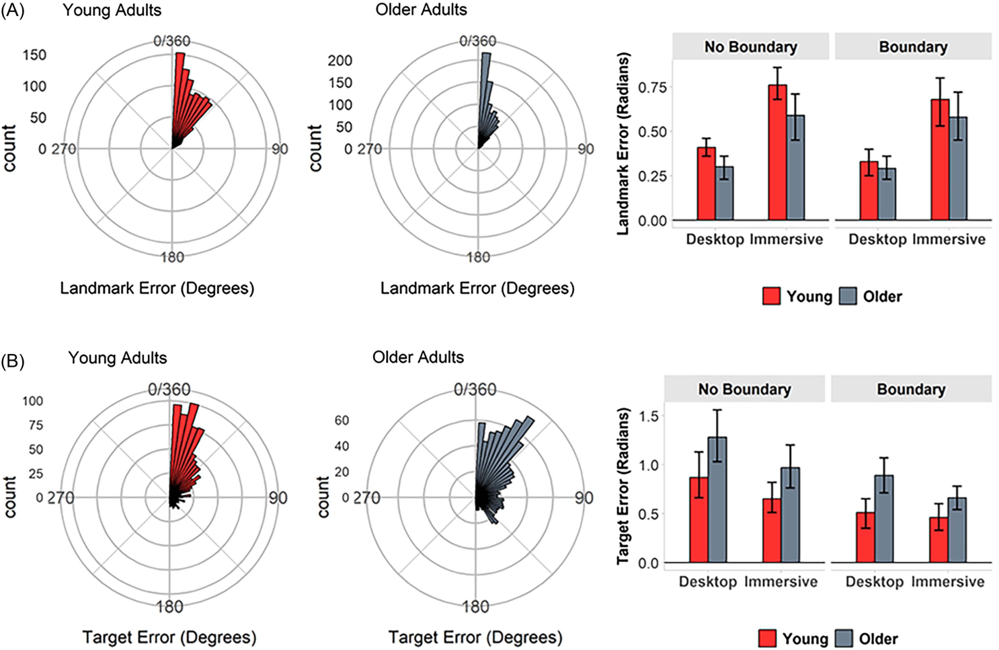 (A) Young Adults Older Adults
0/360
150
100
50
0
270
90
180
count
Landmark Error (Degrees)
0/360
200
150
100
50
0
270
90
180
count
Landmark Error (Degrees)
No Boundary Boundary
Landmark Error (Radians)
0.75
0.50
0.25
0.00
Desktop Immersive Desktop Immersive
Young Older
(B) Young Adults Older Adults
0/360
100
75
50
25
0
270
90
180
count
Target Error (Degrees)
0/360
60
40
20
0
270
90
180
count
Target Error (Degrees)
No Boundary Boundary
Target Error (Radians)
1.5
1.0
0.5
0.0
Desktop Immersive Desktop Immersive
Young Older